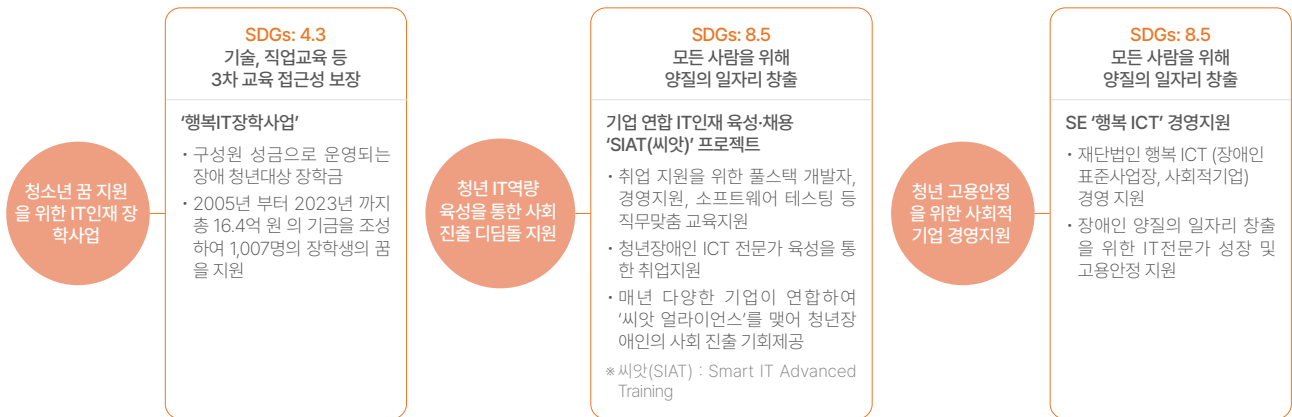 청소년 꿈 지원
을 위한 IT인재 장
학사업
SDGs: 4.3
기술, 직업교육 등
3차 교육 접근성 보장
'행복IT장학사업'
• 구성원 성금으로 운영되는
장애 청년대상 장학금
• 2005년 부터 2023년 까지
총 16.4억 원 의 기금을 조성
하여 1,007명의 장학생의 꿈
을 지원
청년 IT역량
육성을 통한 사회
진출 디딤돌 지원
SDGs: 8.5
모든 사람을 위해
양질의 일자리 창출
기업 연합 IT인재 육성·채용
'SIAT(씨앗)' 프로젝트
• 취업 지원을 위한 풀스택 개발자,
경영지원, 소프트웨어 테스팅 등
직무맞춤 교육지원
• 청년장애인 ICT 전문가 육성을 통
한 취업지원
• 매년 다양한 기업이 연합하여
'씨앗 얼라이언스'를 맺어 청년장
애인의 사회 진출 기회제공
※ 씨앗(SIAT) : Smart IT Advanced
Training
청년 고용안정
을 위한 사회적
기업 경영지원
SDGs: 8.5
모든 사람을 위해
양질의 일자리 창출
SE '행복 ICT' 경영지원
• 재단법인 행복 ICT (장애인
표준사업장, 사회적기업)
경영 지원
• 장애인 양질의 일자리 창출
을 위한 IT전문가 성장 및
고용안정 지원